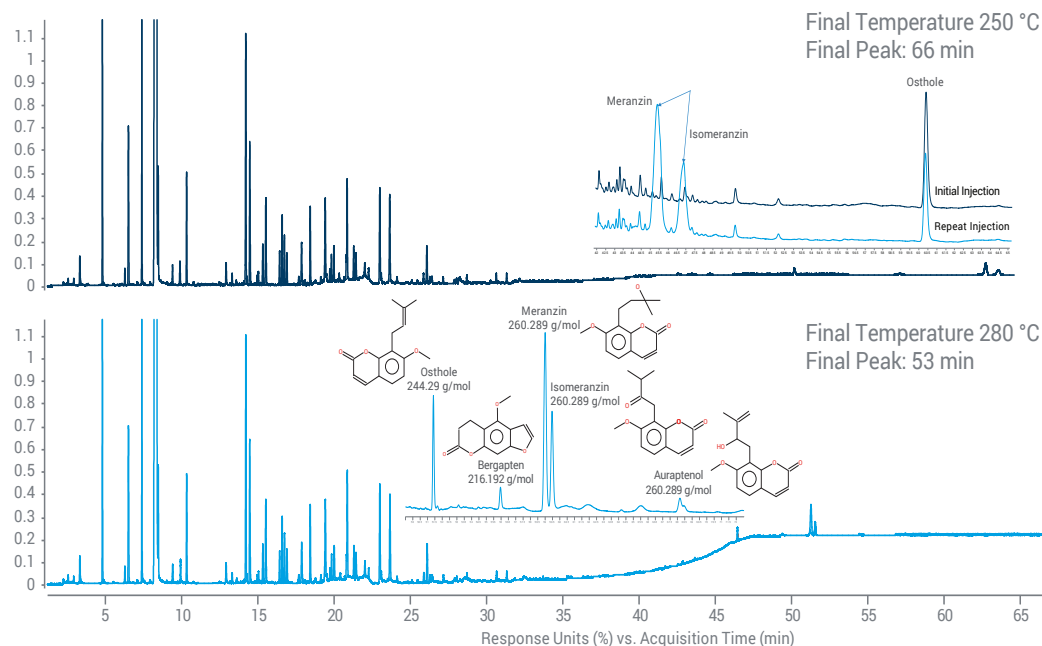 Final Temperature 250 °C
Final Peak: 66 min
1.1
1
0.9
0.8
0.7
0.6
0.5
0.4
0.3
0.2
0.1
0
Meranzin
Isomeranzin
Osthole
Initial Injection
Repeat Injection
Final Temperature 280 °C
Final Peak: 53 min
1.1
1
0.9
0.8
0.7
0.6
0.5
0.4
0.3
0.2
0.1
0
Osthole
244.29 g/mol
Bergapten
216.192 g/mol
Meranzin
260.289 g/mol
Isomeranzin
260.289 g/mol
Auraptenol
260.289 g/mol
5 10 15 20 25 30 35 40 45 50 55 60 65
Response Units (%) vs. Acquisition Time (min)